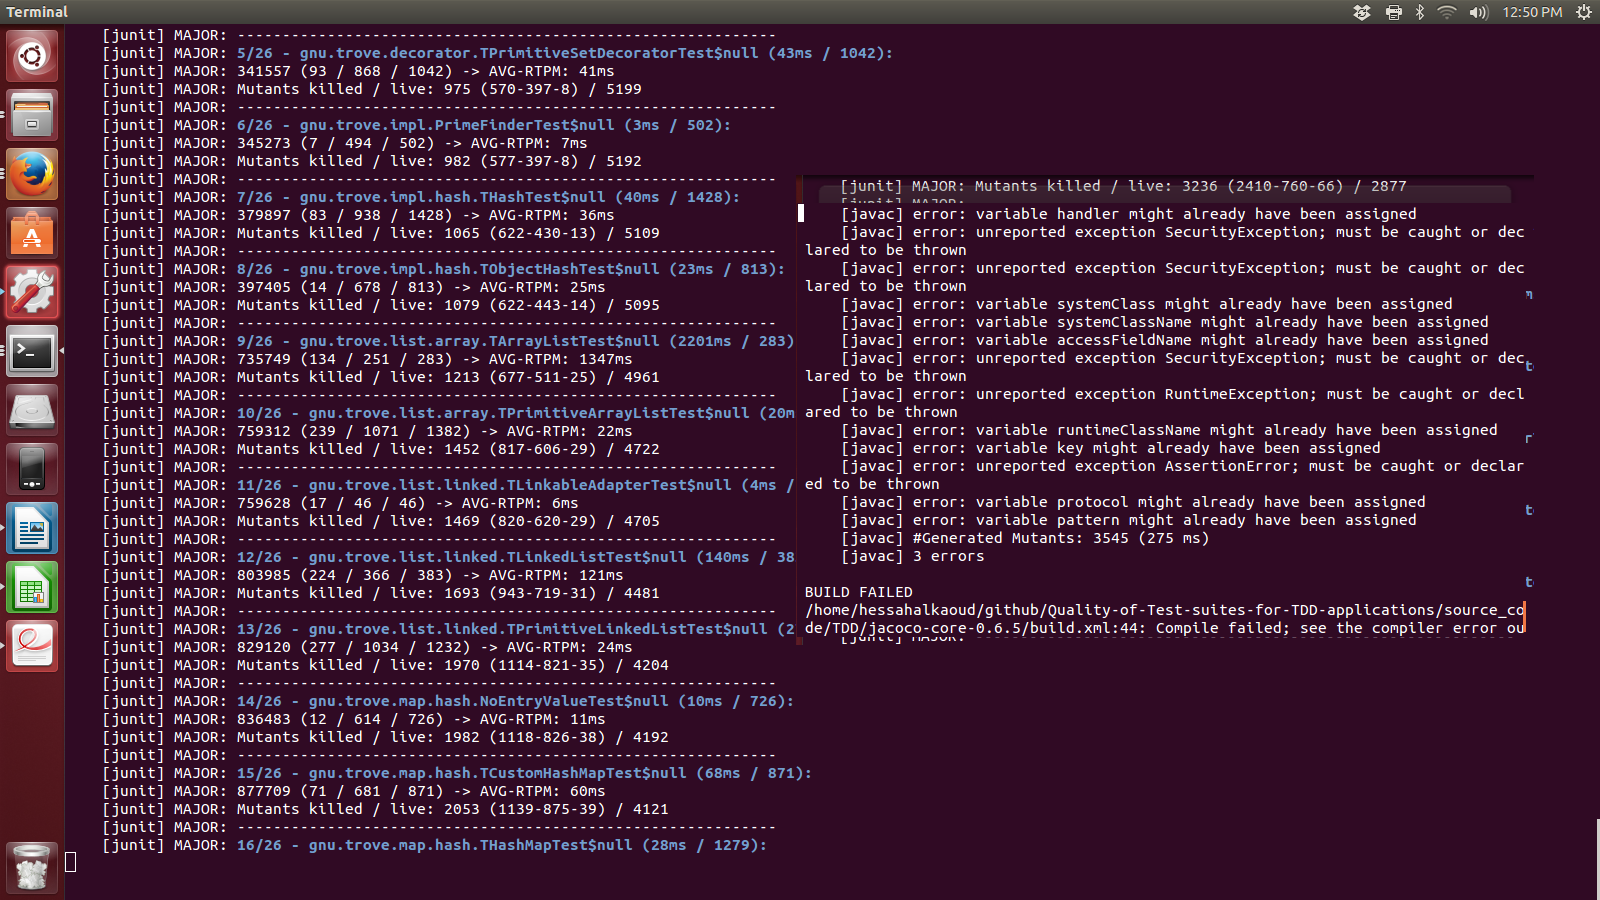 Terminal
12:50 PM
[junit] MAJOR: ------------------------------------------------------------
[junit] MAJOR: 5/26 - gnu.trove.decorator.TPrimitiveSetDecoratorTest$null (43ms / 1042):
[junit] MAJOR: 341557 (93 / 868 / 1042) -> AVG-RTPM: 41ms
[junit] MAJOR: Mutants killed / live: 975 (570-397-8) / 5199
[junit] MAJOR: ------------------------------------------------------------
[junit] MAJOR: 6/26 - gnu.trove.impl.PrimeFinderTest$null (3ms / 502):
[junit] MAJOR: 345273 (7 / 494 / 502) -> AVG-RTPM: 7ms
[junit] MAJOR: Mutants killed / live: 982 (577-397-8) / 5192
[junit] MAJOR: ------------------------------------------------------------
[junit] MAJOR: 7/26 - gnu.trove.impl.hash.THashTest$null (40ms / 1428):
[junit] MAJOR: 379897 (83 / 938 / 1428) -> AVG-RTPM: 36ms
[junit] MAJOR: Mutants killed / live: 1065 (622-430-13) / 5109
[junit] MAJOR: ------------------------------------------------------------
[junit] MAJOR: 8/26 - gnu.trove.impl.hash.TObjectHashTest$null (23ms / 813):
[junit] MAJOR: 397405 (14 / 678 / 813) -> AVG-RTPM: 25ms
[junit] MAJOR: Mutants killed / live: 1079 (622-443-14) / 5095
[junit] MAJOR: ------------------------------------------------------------
[junit] MAJOR: 9/26 - gnu.trove.list.array.TArrayListTest$null (2201ms / 283)
[junit] MAJOR: 735749 (134 / 251 / 283) -> AVG-RTPM: 1347ms
[junit] MAJOR: Mutants killed / live: 1213 (677-511-25) / 4961
[junit] MAJOR: ------------------------------------------------------------
[junit] MAJOR: 10/26 - gnu.trove.list.array.TPrimitiveArrayListTest$null (20m
[junit] MAJOR: 759312 (239 / 1071 / 1382) -> AVG-RTPM: 22ms
[junit] MAJOR: Mutants killed / live: 1452 (817-606-29) / 4722
[junit] MAJOR: ------------------------------------------------------------
[junit] MAJOR: 11/26 - gnu.trove.list.linked.TLinkableAdapterTest$null (4ms /
[junit] MAJOR: 759628 (17 / 46 / 46) -> AVG-RTPM: 6ms
[junit] MAJOR: Mutants killed / live: 1469 (820-620-29) / 4705
[junit] MAJOR: ------------------------------------------------------------
[junit] MAJOR: 12/26 - gnu.trove.list.linked.TLinkedListTest$null (140ms / 38
[junit] MAJOR: 803985 (224 / 366 / 383) -> AVG-RTPM: 121ms
[junit] MAJOR: Mutants killed / live: 1693 (943-719-31) / 4481
[junit] MAJOR: ------------------------------------------------------------
[junit] MAJOR: 13/26 - gnu.trove.list.linked.TPrimitiveLinkedListTest$null (2
[junit] MAJOR: 829120 (277 / 1034 / 1232) -> AVG-RTPM: 24ms
[junit] MAJOR: Mutants killed / live: 1970 (1114-821-35) / 4204
[junit] MAJOR: ------------------------------------------------------------
[junit] MAJOR: 14/26 - gnu.trove.map.hash.NoEntryValueTest$null (10ms / 726):
[junit] MAJOR: 836483 (12 / 614 / 726) -> AVG-RTPM: 11ms
[junit] MAJOR: Mutants killed / live: 1982 (1118-826-38) / 4192
[junit] MAJOR: ------------------------------------------------------------
[junit] MAJOR: 15/26 - gnu.trove.map.hash.TCustomHashMapTest$null (68ms / 871):
[junit] MAJOR: 877709 (71 / 681 / 871) -> AVG-RTPM: 60ms
[junit] MAJOR: Mutants killed / live: 2053 (1139-875-39) / 4121
[junit] MAJOR: ------------------------------------------------------------
[junit] MAJOR: 16/26 - gnu.trove.map.hash.THashMapTest$null (28ms / 1279):
[junit] MAJOR: Mutants killed / live: 3236 (2410-760-66) / 2877
[javac] error: variable handler might already have been assigned
[javac] error: unreported exception SecurityException; must be caught or dec
lared to be thrown
[javac] error: unreported exception SecurityException; must be caught or dec
lared to be thrown
[javac] error: variable systemClass might already have been assigned
[javac] error: variable systemClassName might already have been assigned
[javac] error: variable accessFieldName might already have been assigned
[javac] error: unreported exception SecurityException; must be caught or dec
lared to be thrown
[javac] error: unreported exception RuntimeException; must be caught or decl
ared to be thrown
[javac] error: variable runtimeClassName might already have been assigned
[javac] error: variable key might already have been assigned
[javac] error: unreported exception AssertionError; must be caught or declar
ed to be thrown
[javac] error: variable protocol might already have been assigned
[javac] error: variable pattern might already have been assigned
[javac] #Generated Mutants: 3545 (275 ms)
[javac] 3 errors
BUILD FAILED
/home/hessahalkaoud/github/Quality-of-Test-suites-for-TDD-applications/source_co
de/TDD/jacoco-core-0.6.5/build.xml:44: Compile failed; see the compiler error ou